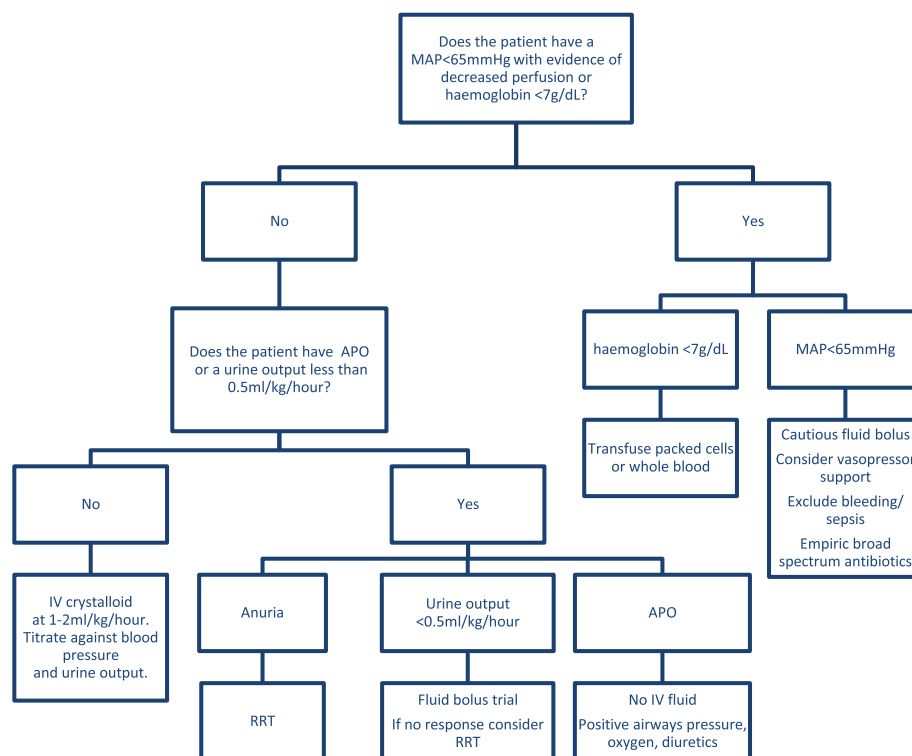 Does the patient have a
MAP<65mmHg with evidence of
decreased perfusion or
haemoglobin <7g/dL?
No
Yes
Does the patient have APO
or a urine output less than
0.5ml/kg/hour?
haemoglobin <7g/dL
MAP<65mmHg
Transfuse packed cells
or whole blood
Cautious fluid bolus
Consider vasopressor
support
Exclude bleeding/
sepsis
Empiric broad
spectrum antibiotics
No
Yes
IV crystalloid
at 1-2ml/kg/hour.
Titrate against blood
pressure
and urine output.
Anuria
Urine output
<0.5ml/kg/hour
APO
RRT
Fluid bolus trial
If no response consider
RRT
No IV fluid
Positive airways pressure,
oxygen, diuretics